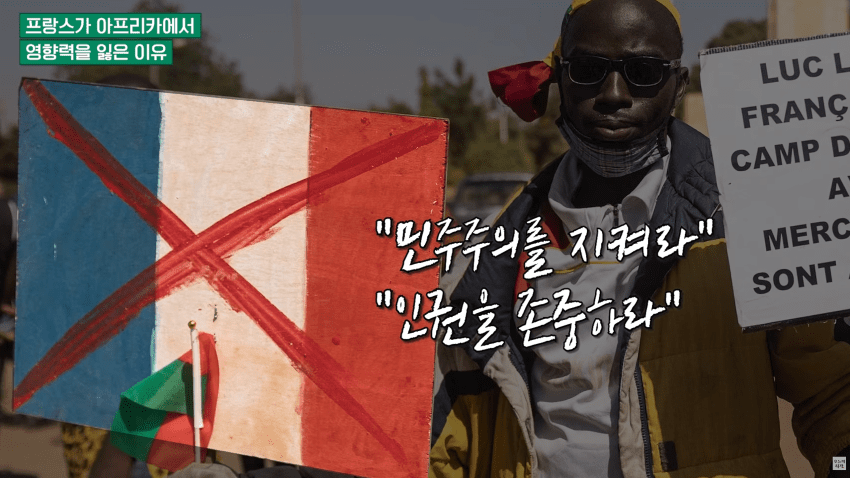 프랑스가 아프리카에서
영향력을 잃은 이유
LUC L
FRANÇ
CAMP D
AV
MERC
SONT
"민주주의를 지켜라"
"인권을 존중하라"